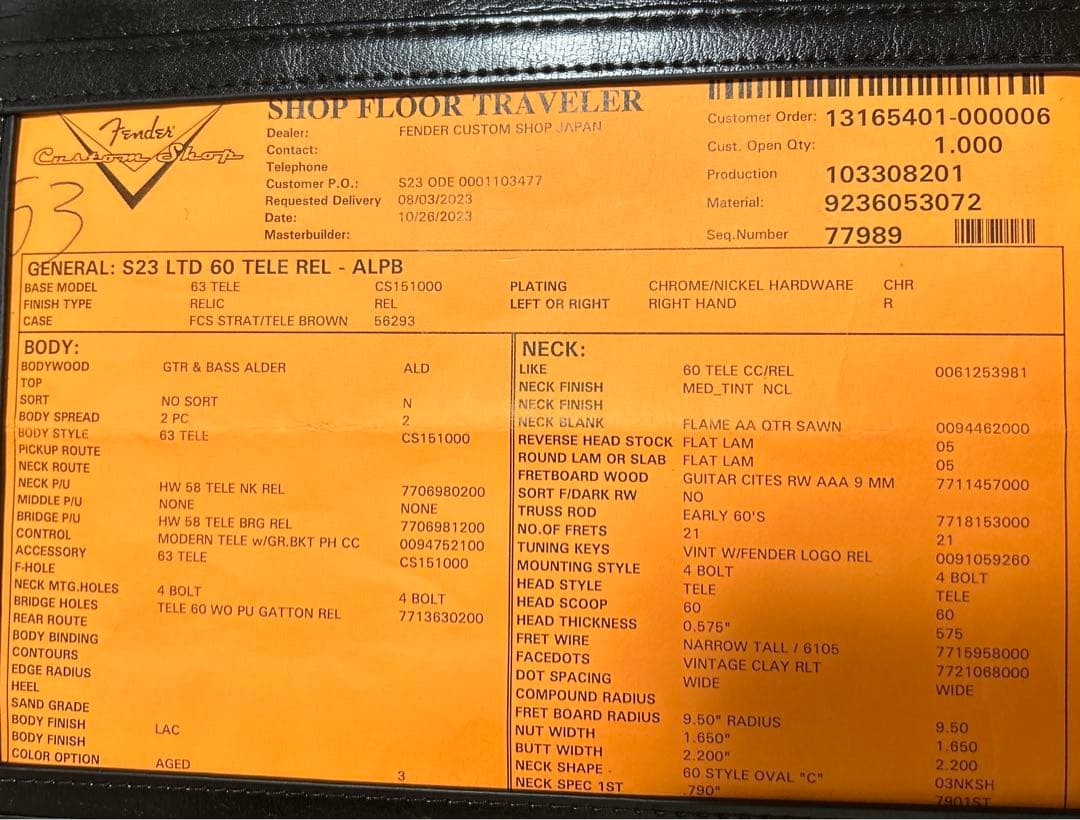 SHOP FLOOR TRAVELER
Fender
Custom Shop
63
Dealer: FENDER CUSTOM SHOP JAPAN
Contact:
Telephone
Customer P.O.: S23 ODE 0001103477
Requested Delivery 08/03/2023
Date: 10/26/2023
Masterbuilder:
Customer Order: 13165401-000006
Cust. Open Qty: 1.000
Production 103308201
Material: 9236053072
Seq.Number 77989
GENERAL: S23 LTD 60 TELE REL - ALPB
BASE MODEL 63 TELE CS151000 PLATING CHROME/NICKEL HARDWARE CHR
FINISH TYPE RELIC REL LEFT OR RIGHT RIGHT HAND R
CASE FCS STRAT/TELE BROWN 56293
BODY:
BODYWOOD GTR & BASS ALDER ALD
TOP
SORT NO SORT N
BODY SPREAD 2 PC 2
BODY STYLE 63 TELE CS151000
PICKUP ROUTE
NECK ROUTE
NECK P/U HW 58 TELE NK REL 7706980200
MIDDLE P/U NONE NONE
BRIDGE P/U HW 58 TELE BRG REL 7706981200
CONTROL MODERN TELE w/GR.BKT PH CC 0094752100
ACCESSORY 63 TELE CS151000
F-HOLE
NECK MTG.HOLES 4 BOLT 4 BOLT
BRIDGE HOLES TELE 60 WO PU GATTON REL 7713630200
REAR ROUTE
BODY BINDING
CONTOURS
EDGE RADIUS
HEEL
SAND GRADE
BODY FINISH LAC
BODY FINISH
COLOR OPTION AGED 3
NECK:
LIKE 60 TELE CC/REL 0061253981
NECK FINISH MED_TINT NCL
NECK FINISH
NECK BLANK FLAME AA QTR SAWN 0094462000
REVERSE HEAD STOCK FLAT LAM 05
ROUND LAM OR SLAB FLAT LAM 05
FRETBOARD WOOD GUITAR CITES RW AAA 9 MM 7711457000
SORT F/DARK RW NO
TRUSS ROD EARLY 60'S 7718153000
NO.OF FRETS 21 21
TUNING KEYS VINT W/FENDER LOGO REL 0091059260
MOUNTING STYLE 4 BOLT 4 BOLT
HEAD STYLE TELE TELE
HEAD SCOOP 60 60
HEAD THICKNESS 0.575" 575
FRET WIRE NARROW TALL / 6105 7715958000
FACEDOTS VINTAGE CLAY RLT 7721068000
DOT SPACING WIDE WIDE
COMPOUND RADIUS
FRET BOARD RADIUS 9.50" RADIUS 9.50
NUT WIDTH 1.650" 1.650
BUTT WIDTH 2.200" 2.200
NECK SHAPE 60 STYLE OVAL "C" 03NKSH
NECK SPEC 1ST .790" 7901ST